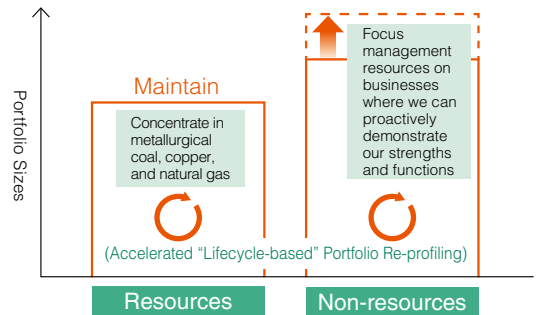 Portfolio Sizes
Maintain
Concentrate in
metallurgical
coal, copper,
and natural gas
Focus
management
resources on
businesses
where we can
proactively
demonstrate
our strengths
and functions
(Accelerated “Lifecycle-based” Portfolio Re-profiling)
Resources
Non-resources